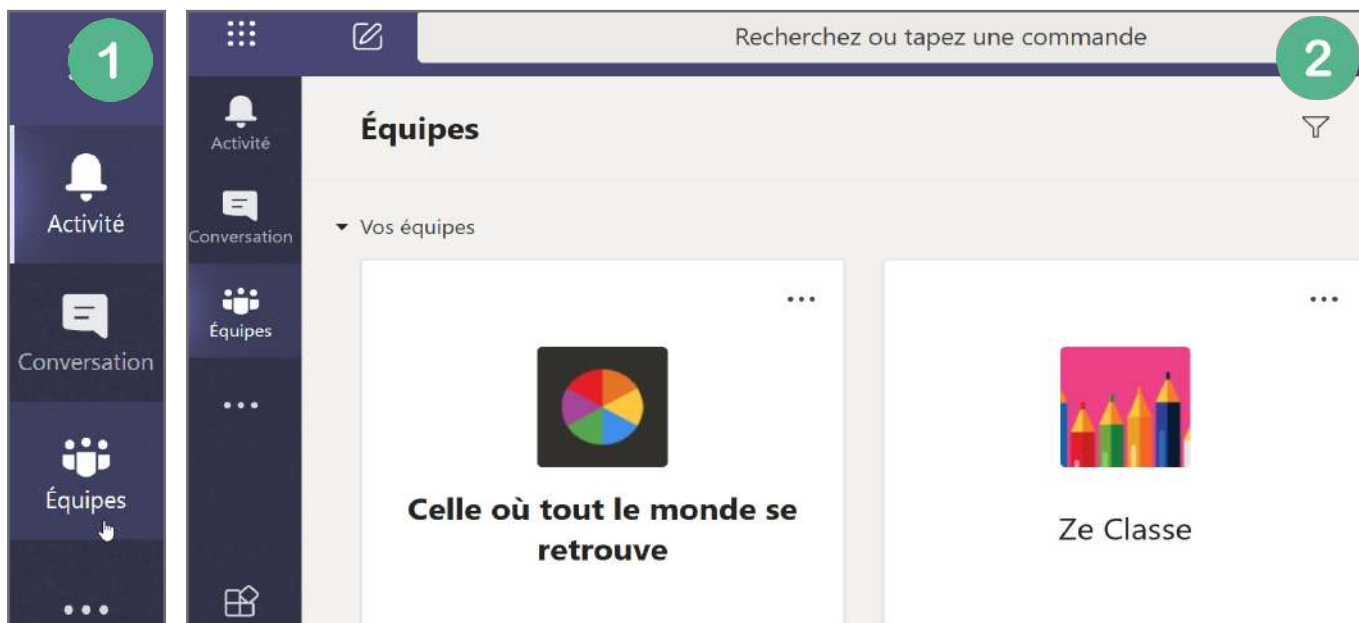 1
Activité
Conversation
Équipes
Recherchez ou tapez une commande
2
Activité
Conversation
Équipes
Équipes
Vos équipes
Celle où tout le monde se
retrouve
Ze Classe